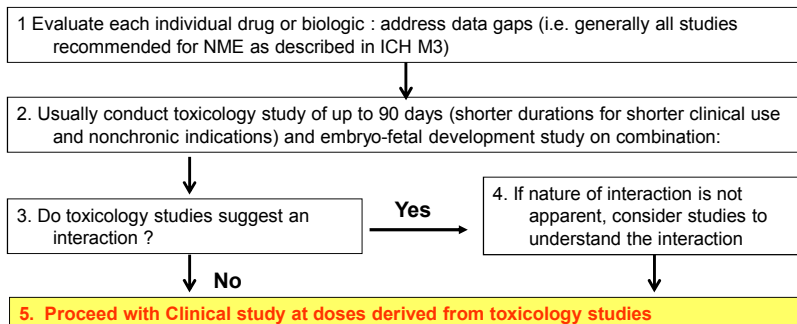 1 Evaluate each individual drug or biologic : address data gaps (i.e. generally all studies
recommended for NME as described in ICH M3)
2. Usually conduct toxicology study of up to 90 days (shorter durations for shorter clinical use
and nonchronic indications) and embryo-fetal development study on combination:
3. Do toxicology studies suggest an
interaction ?
Yes
4. If nature of interaction is not
apparent, consider studies to
understand the interaction
No
5. Proceed with Clinical study at doses derived from toxicology studies